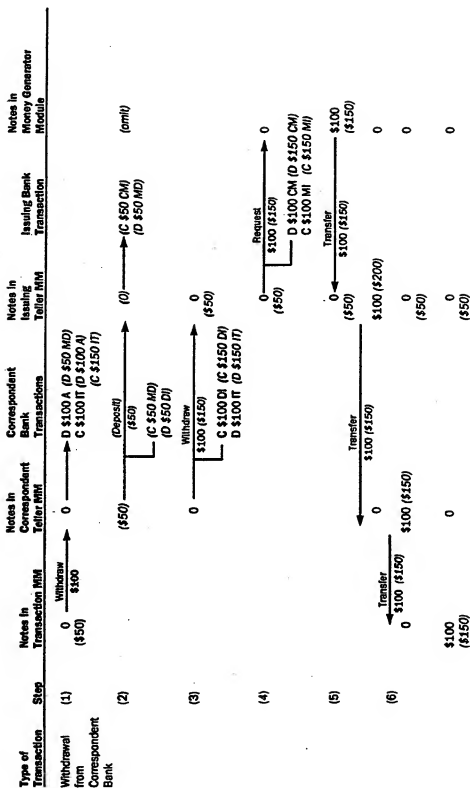 Type of Transaction
Step
Notes in Transaction MM
Notes in Correspondent Teller MM
Correspondent Bank Transactions
Notes in Issuing Teller MM
Issuing Bank Transaction
Notes in Money Generator Module
Withdrawal from Correspondent Bank
(1)
0
($50)
Withdraw
$100
0
D $100 A (D $50 MD)
C $100 IT (D $100 A)
(C $150 IT)
(2)
($50)
(Deposit)
($50)
(C $50 MD)
(D $50 DI)
(0)
(C $50 CM)
(D $50 MD)
(omit)
(3)
0
Withdraw
$100 ($150)
C $100 DI (C $150 DI)
D $100 IT (D $150 IT)
0
($50)
(4)
0
($50)
Request
$100 ($150)
D $100 CM (D $150 CM)
C $100 MI (C $150 MI)
0
(5)
0
($50)
Transfer
$100 ($150)
$100
($150)
$100 ($200)
0
(6)
Transfer
$100 ($150)
0
0
($50)
0
Transfer
$100 ($150)
0
$100 ($150)
$100
($150)
0
0
($50)
0